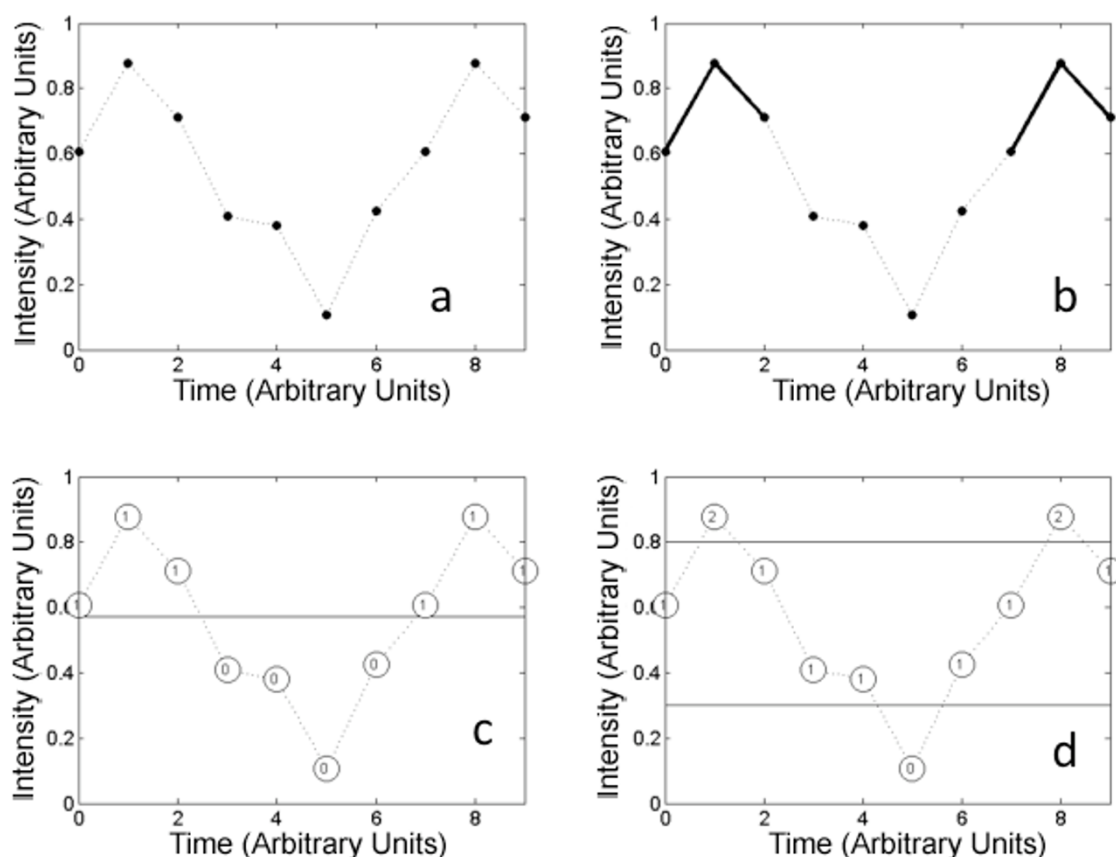 1
0.8
0.6
0.4
0.2
0
0 2 4 6 8
Intensity (Arbitrary Units)
Time (Arbitrary Units)
a
1
0.8
0.6
0.4
0.2
0
0 2 4 6 8
Intensity (Arbitrary Units)
Time (Arbitrary Units)
b
1
0.8
0.6
0.4
0.2
0
0 2 4 6 8
Intensity (Arbitrary Units)
Time (Arbitrary Units)
1 1 1 0 0 0 0 1 1 1
c
1
0.8
0.6
0.4
0.2
0
0 2 4 6 8
Intensity (Arbitrary Units)
Time (Arbitrary Units)
1 2 1 1 1 0 1 1 2 1
d